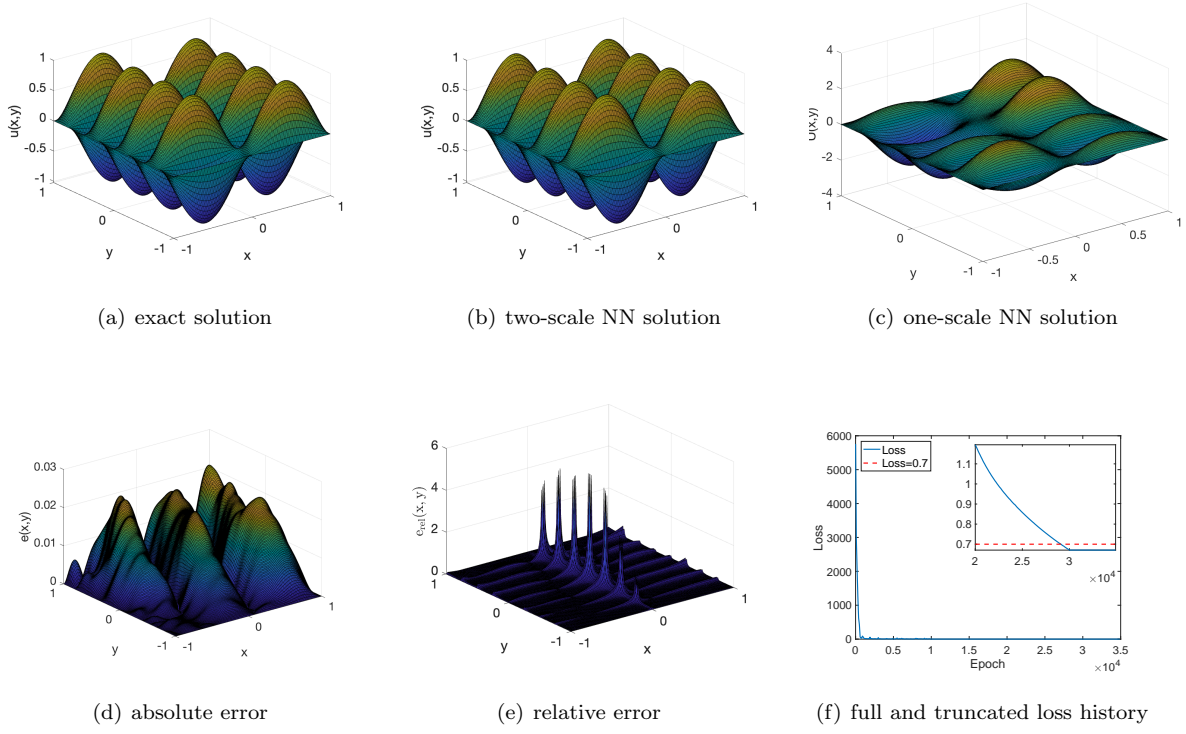 1
0.5
0
-0.5
-1
u(x,y)
1
0
-1
y
-1
0
1
x
(a) exact solution
1
0.5
0
-0.5
-1
u(x,y)
1
0
-1
y
-1
0
1
x
(b) two-scale NN solution
4
2
0
-2
-4
U(x,y)
1
0
-1
y
-1
-0.5
0
0.5
1
x
(c) one-scale NN solution
0.03
0.02
0.01
0
e(x,y)
1
0
-1
y
-1
0
1
x
(d) absolute error
6
4
2
0
e_rel(x, y)
1
0
-1
y
-1
0
1
x
(e) relative error
6000
5000
4000
3000
2000
1000
0
Loss
Loss
Loss=0.7
1.1
1
0.9
0.8
0.7
2 2.5 3
×10^4
0 0.5 1 1.5 2 2.5 3 3.5
Epoch
×10^4
(f) full and truncated loss history